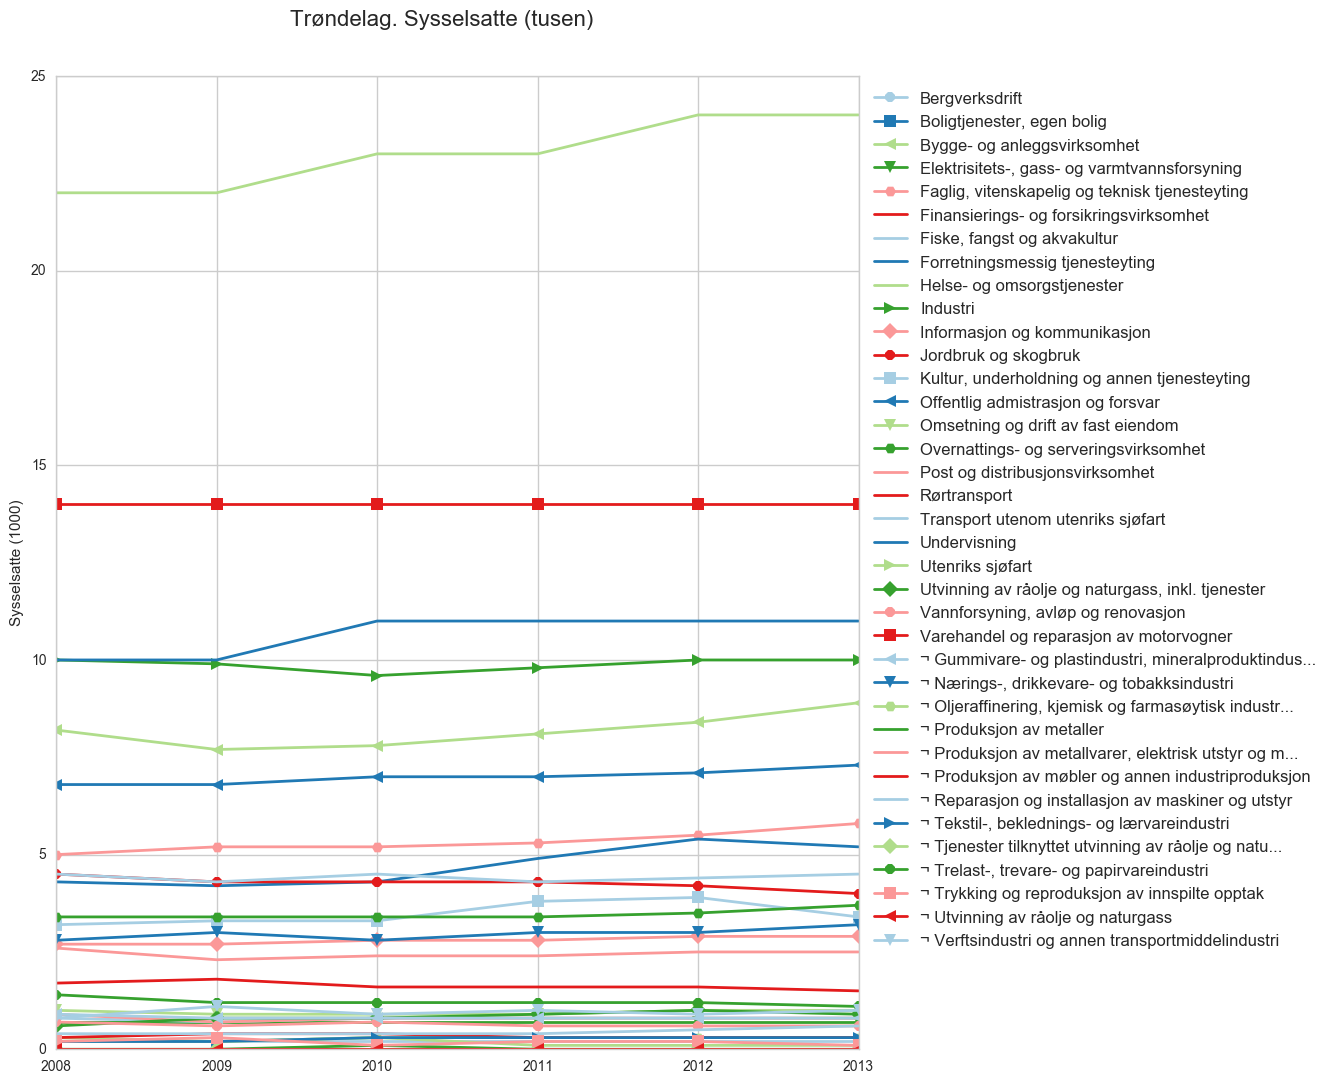 Trøndelag. Sysselsatte (tusen)
25
20
15
10
5
0
Sysselsatte (1000)
2008 2009 2010 2011 2012 2013
Bergverksdrift
Boligtjenester, egen bolig
Bygge- og anleggsvirksomhet
Elektrisitets-, gass- og varmtvannsforsyning
Faglig, vitenskapelig og teknisk tjenesteyting
Finansierings- og forsikringsvirksomhet
Fiske, fangst og akvakultur
Forretningsmessig tjenesteyting
Helse- og omsorgstjenester
Industri
Informasjon og kommunikasjon
Jordbruk og skogbruk
Kultur, underholdning og annen tjenesteyting
Offentlig admistrasjon og forsvar
Omsetning og drift av fast eiendom
Overnattings- og serveringsvirksomhet
Post og distribusjonsvirksomhet
Rørtransport
Transport utenom utenriks sjøfart
Undervisning
Utenriks sjøfart
Utvinning av råolje og naturgass, inkl. tjenester
Vannforsyning, avløp og renovasjon
Varehandel og reparasjon av motorvogner
¬ Gummivare- og plastindustri, mineralproduktindus...
¬ Nærings-, drikkevare- og tobakksindustri
¬ Oljeraffinering, kjemisk og farmasøytisk industr...
¬ Produksjon av metaller
¬ Produksjon av metallvarer, elektrisk utstyr og m...
¬ Produksjon av møbler og annen industriproduksjon
¬ Reparasjon og installasjon av maskiner og utstyr
¬ Tekstil-, beklednings- og lærvareindustri
¬ Tjenester tilknyttet utvinning av råolje og natu...
¬ Trelast-, trevare- og papirvareindustri
¬ Trykking og reproduksjon av innspilte opptak
¬ Utvinning av råolje og naturgass
¬ Verftsindustri og annen transportmiddelindustri